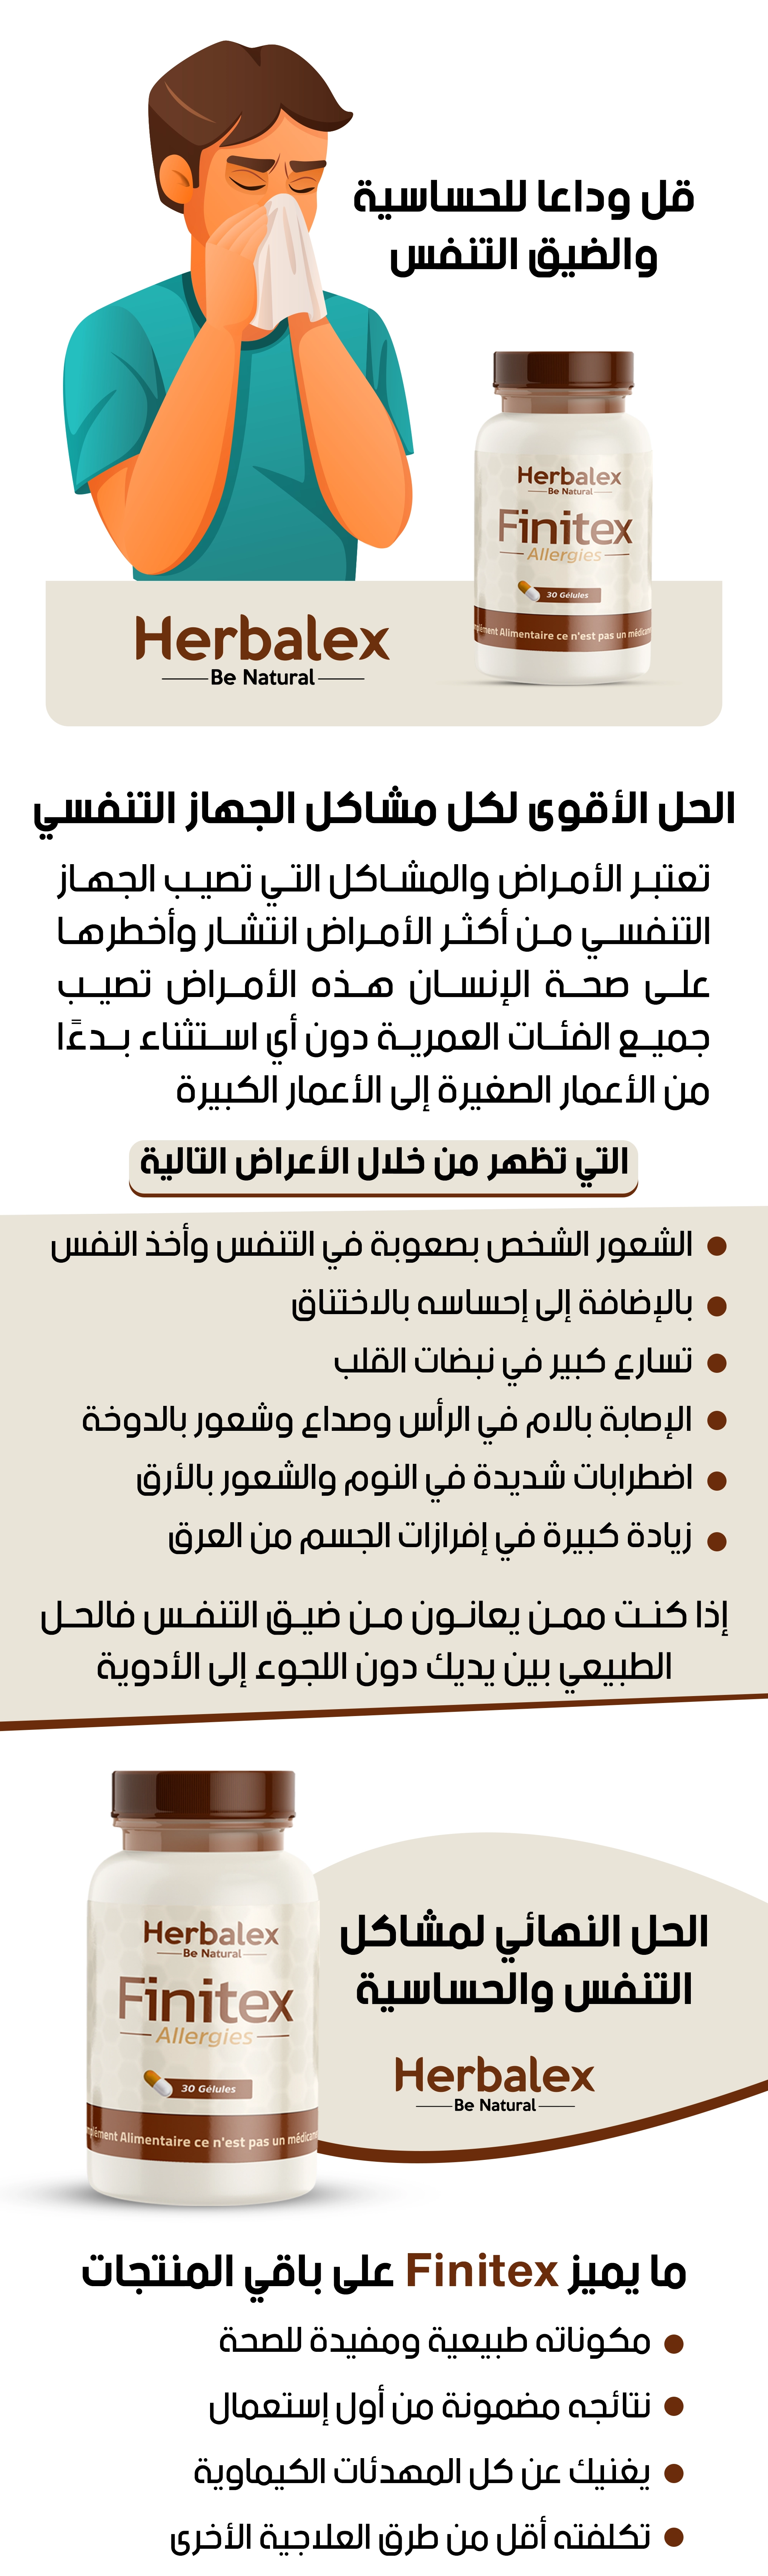 قل وداعا للحساسية
والضيق التنفس
Herbalex
Be Natural
Finitex
Allergies
30 Gélules
plément Alimentaire ce n'est pas un médicam
Herbalex
Be Natural
الحل الأقوى لكل مشاكل الجهاز التنفسي
تعتبر الأمراض والمشاكل التي تصيب الجهاز
التنفسي من أكثر الأمراض انتشار وأخطرها
على صحة الإنسان هذه الأمراض تصيب
جميع الفئات العمرية دون أي استثناء بدءًا
من الأعمار الصغيرة إلى الأعمار الكبيرة
التي تظهر من خلال الأعراض التالية
الشعور الشخص بصعوبة في التنفس وأخذ النفس
بالإضافة إلى إحساسه بالاختناق
تسارع كبير في نبضات القلب
الإصابة بالام في الرأس وصداع وشعور بالدوخة
اضطرابات شديدة في النوم والشعور بالأرق
زيادة كبيرة في إفرازات الجسم من العرق
إذا كنت ممن يعانون من ضيق التنفس فالحل
الطبيعي بين يديك دون اللجوء إلى الأدوية
Herbalex
Be Natural
Finitex
Allergies
30 Gélules
mplément Alimentaire ce n'est pas un médicam
الحل النهائي لمشاكل
التنفس والحساسية
Herbalex
Be Natural
ما يميز Finitex على باقي المنتجات
مكوناته طبيعية ومفيدة للصحة
نتائجه مضمونة من أول إستعمال
يغنيك عن كل المهدئات الكيماوية
تكلفته أقل من طرق العلاجية الأخرى